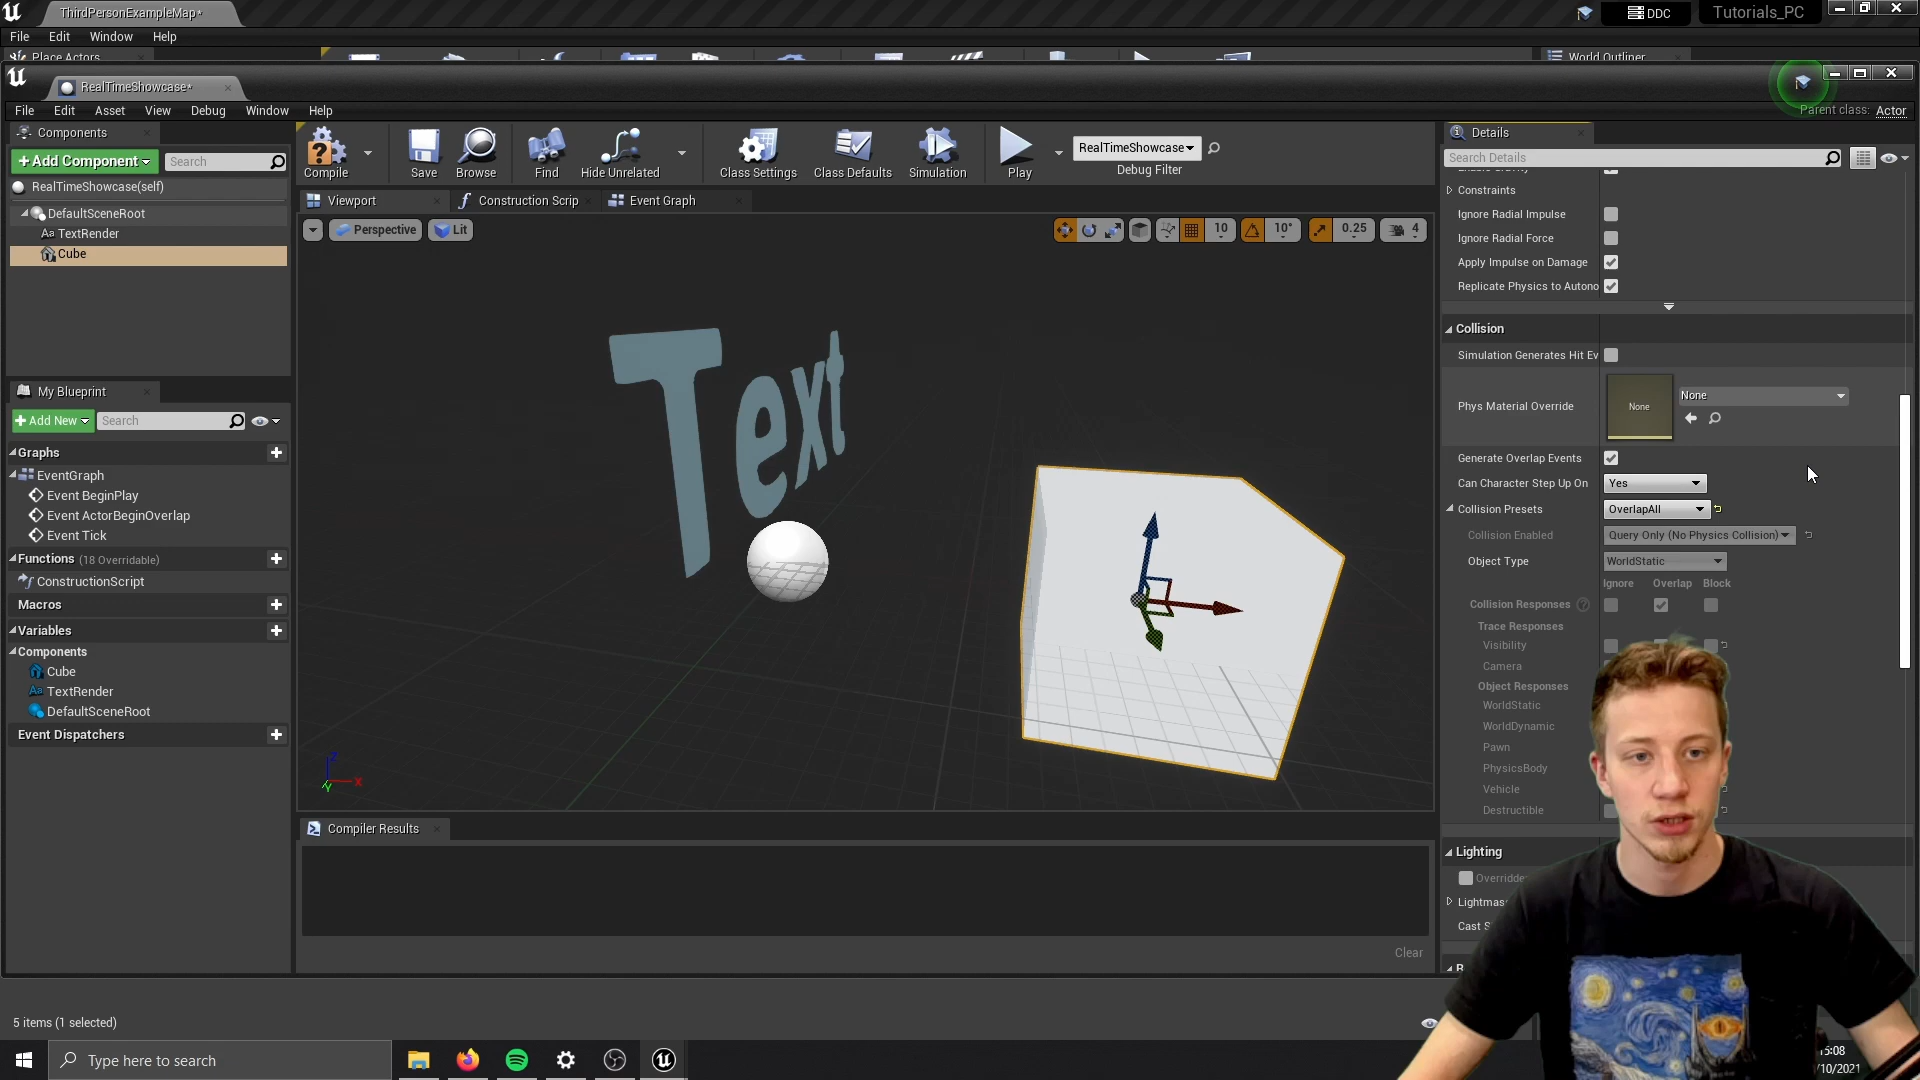 ThirdPersonExampleMap*
DDC
Tutorials_PC
File Edit Window Help
Place Actors
World Outliner
RealTimeShowcase*
File Edit Asset View Debug Window Help
Parent class: Actor
Components
+Add Component
Search
RealTimeShowcase(self)
DefaultSceneRoot
Aa TextRender
Cube
My Blueprint
+Add New
Search
Graphs
EventGraph
Event BeginPlay
Event ActorBeginOverlap
Event Tick
Functions (18 Overridable)
ConstructionScript
Macros
Variables
Components
Cube
Aa TextRender
DefaultSceneRoot
Event Dispatchers
Compile
Save
Browse
Find
Hide Unrelated
Class Settings
Class Defaults
Simulation
Play
RealTimeShowcase
Debug Filter
Viewport
Construction Scrip
Event Graph
Perspective
Lit
10
10°
0.25
4
Text
Z
X
Y
Compiler Results
Clear
Details
Search Details
Constraints
Ignore Radial Impulse
Ignore Radial Force
Apply Impulse on Damage
Replicate Physics to Autono
Collision
Simulation Generates Hit Ev
Phys Material Override
None
None
Generate Overlap Events
Can Character Step Up On
Yes
Collision Presets
OverlapAll
Collision Enabled
Query Only (No Physics Collision)
Object Type
WorldStatic
Ignore Overlap Block
Collision Responses ?
Trace Responses
Visibility
Camera
Object Responses
WorldStatic
WorldDynamic
Pawn
PhysicsBody
Vehicle
Destructible
Lighting
5 items (1 selected)
Type here to search